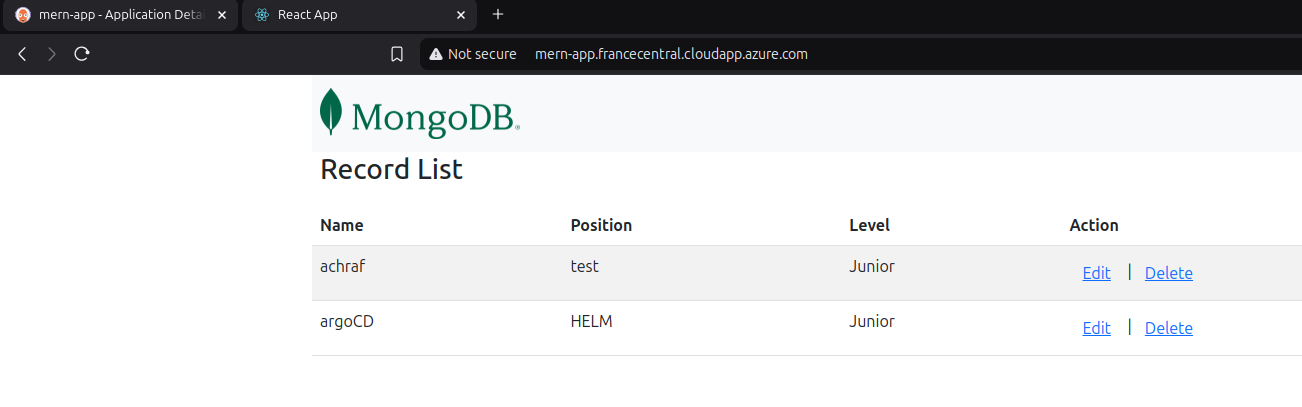 mern-app - Application Detai
React App
Not secure mern-app.francecentral.cloudapp.azure.com
MongoDB®
Record List
Name Position Level Action
achraf test Junior Edit | Delete
argoCD HELM Junior Edit | Delete